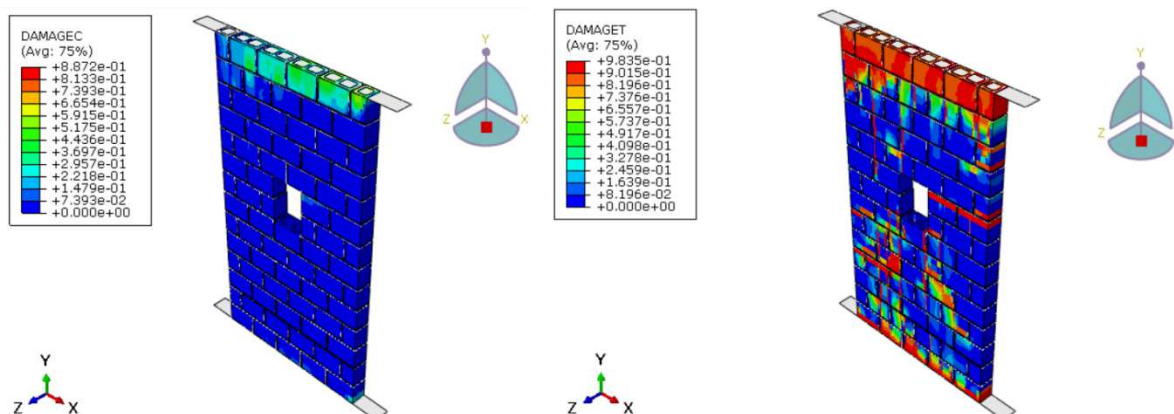 DAMAGEC
(Avg: 75%)
+8.872e-01
+8.133e-01
+7.393e-01
+6.654e-01
+5.915e-01
+5.175e-01
+4.436e-01
+3.697e-01
+2.957e-01
+2.218e-01
+1.479e-01
+7.393e-02
+0.000e+00
Y
Z
X
Y
Z
X
DAMAGET
(Avg: 75%)
+9.835e-01
+9.015e-01
+8.196e-01
+7.376e-01
+6.557e-01
+5.737e-01
+4.917e-01
+4.098e-01
+3.278e-01
+2.459e-01
+1.639e-01
+8.196e-02
+0.000e+00
Y
Z
Y
Z
X